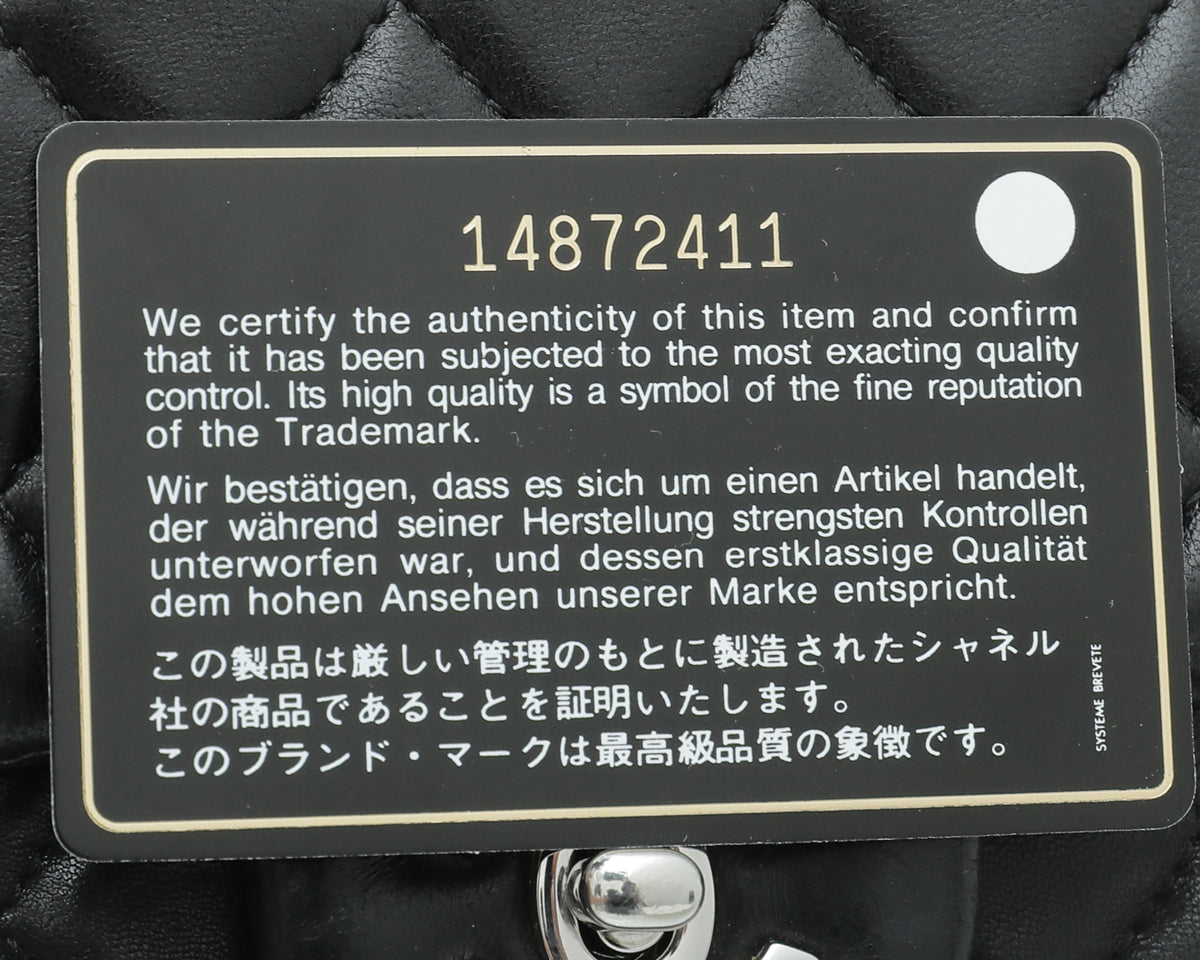 14872411
We certify the authenticity of this item and confirm
that it has been subjected to the most exacting quality
control. Its high quality is a symbol of the fine reputation
of the Trademark.
Wir bestätigen, dass es sich um einen Artikel handelt,
der während seiner Herstellung strengsten Kontrollen
unterworfen war, und dessen erstklassige Qualität
dem hohen Ansehen unserer Marke entspricht.
この製品は厳しい管理のもとに製造されたシャネル
社の商品であることを証明いたします。
このブランド・マークは最高級品質の象徴です。
SYSTEME BREVETE